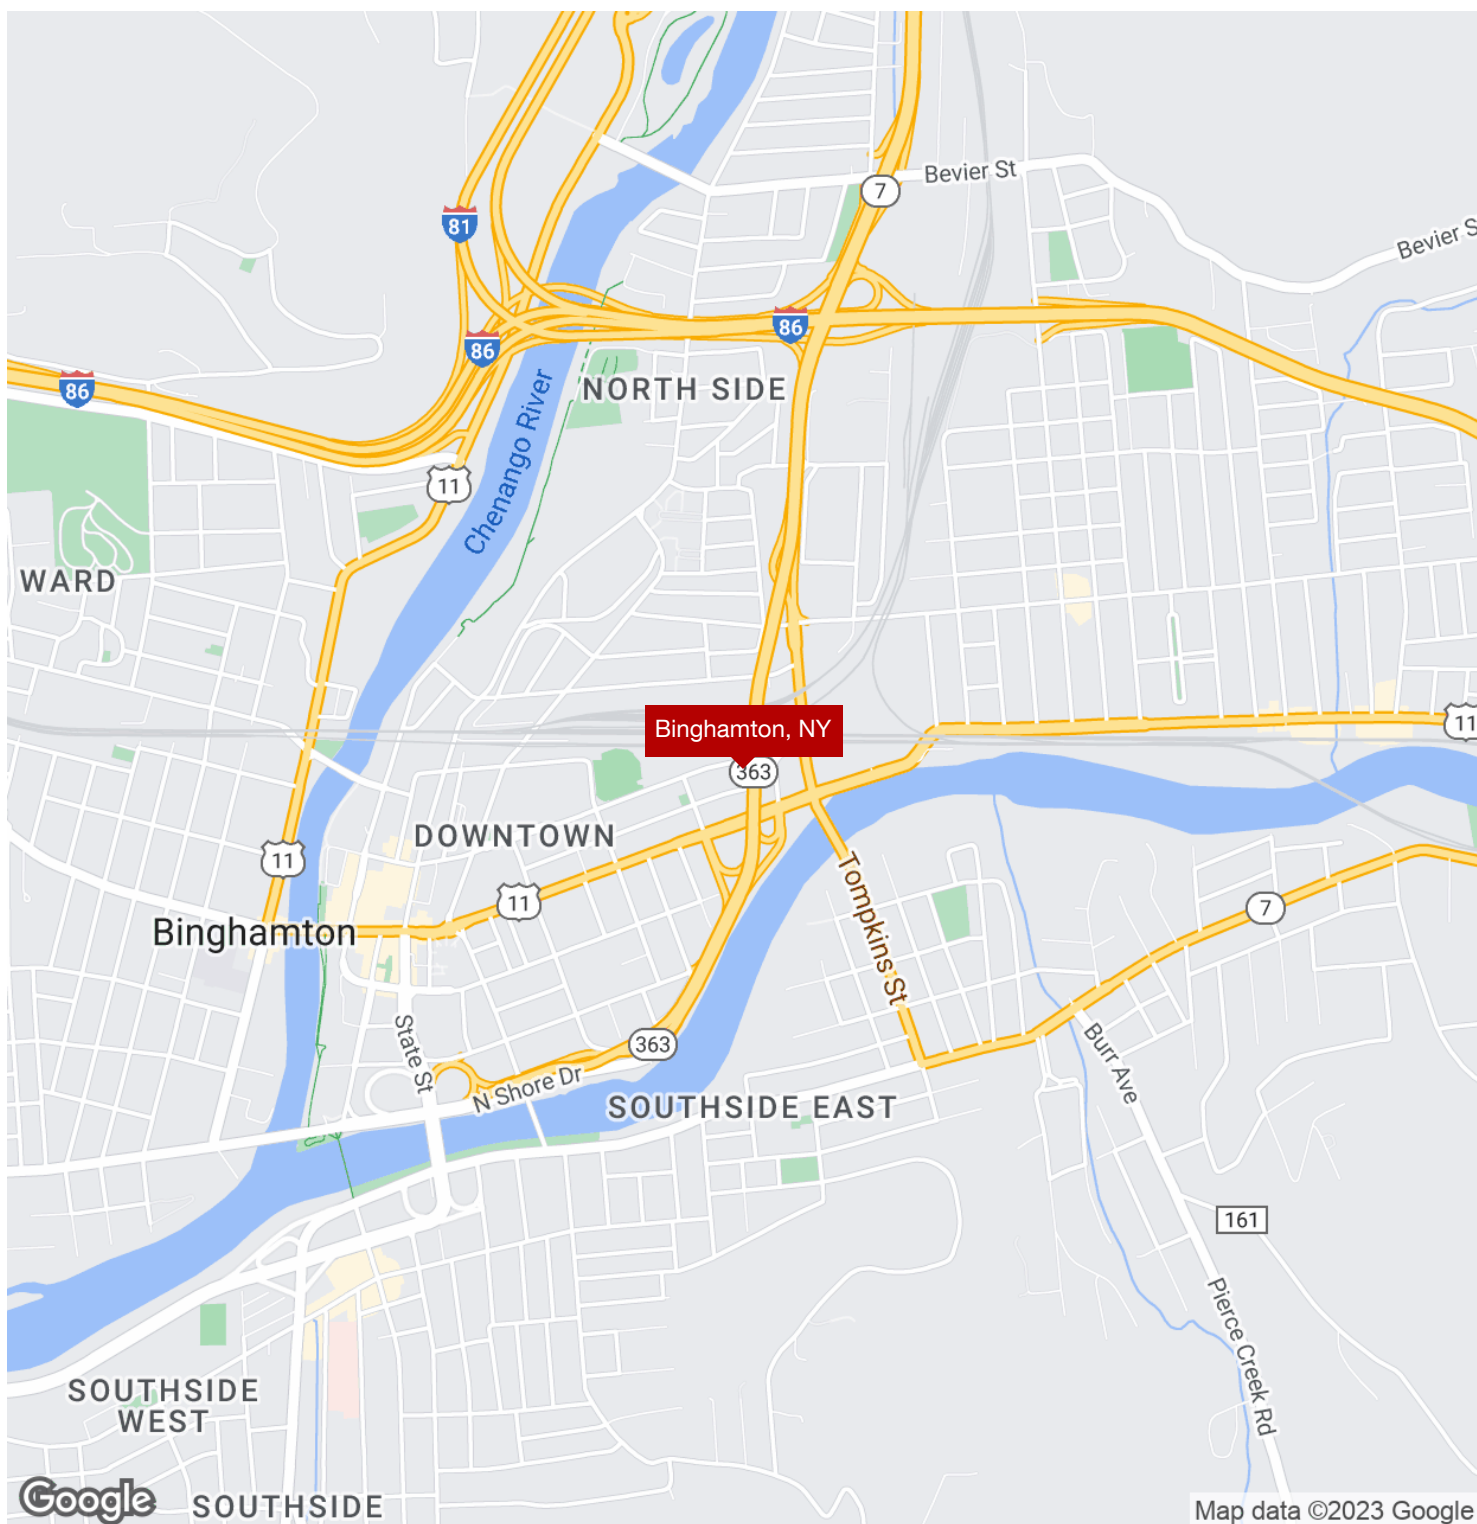 Bevier St
7
81
Bevier S
86
86
86
NORTH SIDE
Chenango River
11
WARD
Binghamton, NY
11
363
DOWNTOWN
11
11
7
Tompkins St
Binghamton
State St
363
N Shore Dr
Burr Ave
SOUTHSIDE EAST
161
Pierce Creek Rd
SOUTHSIDE
WEST
Google
SOUTHSIDE
Map data ©2023 Google